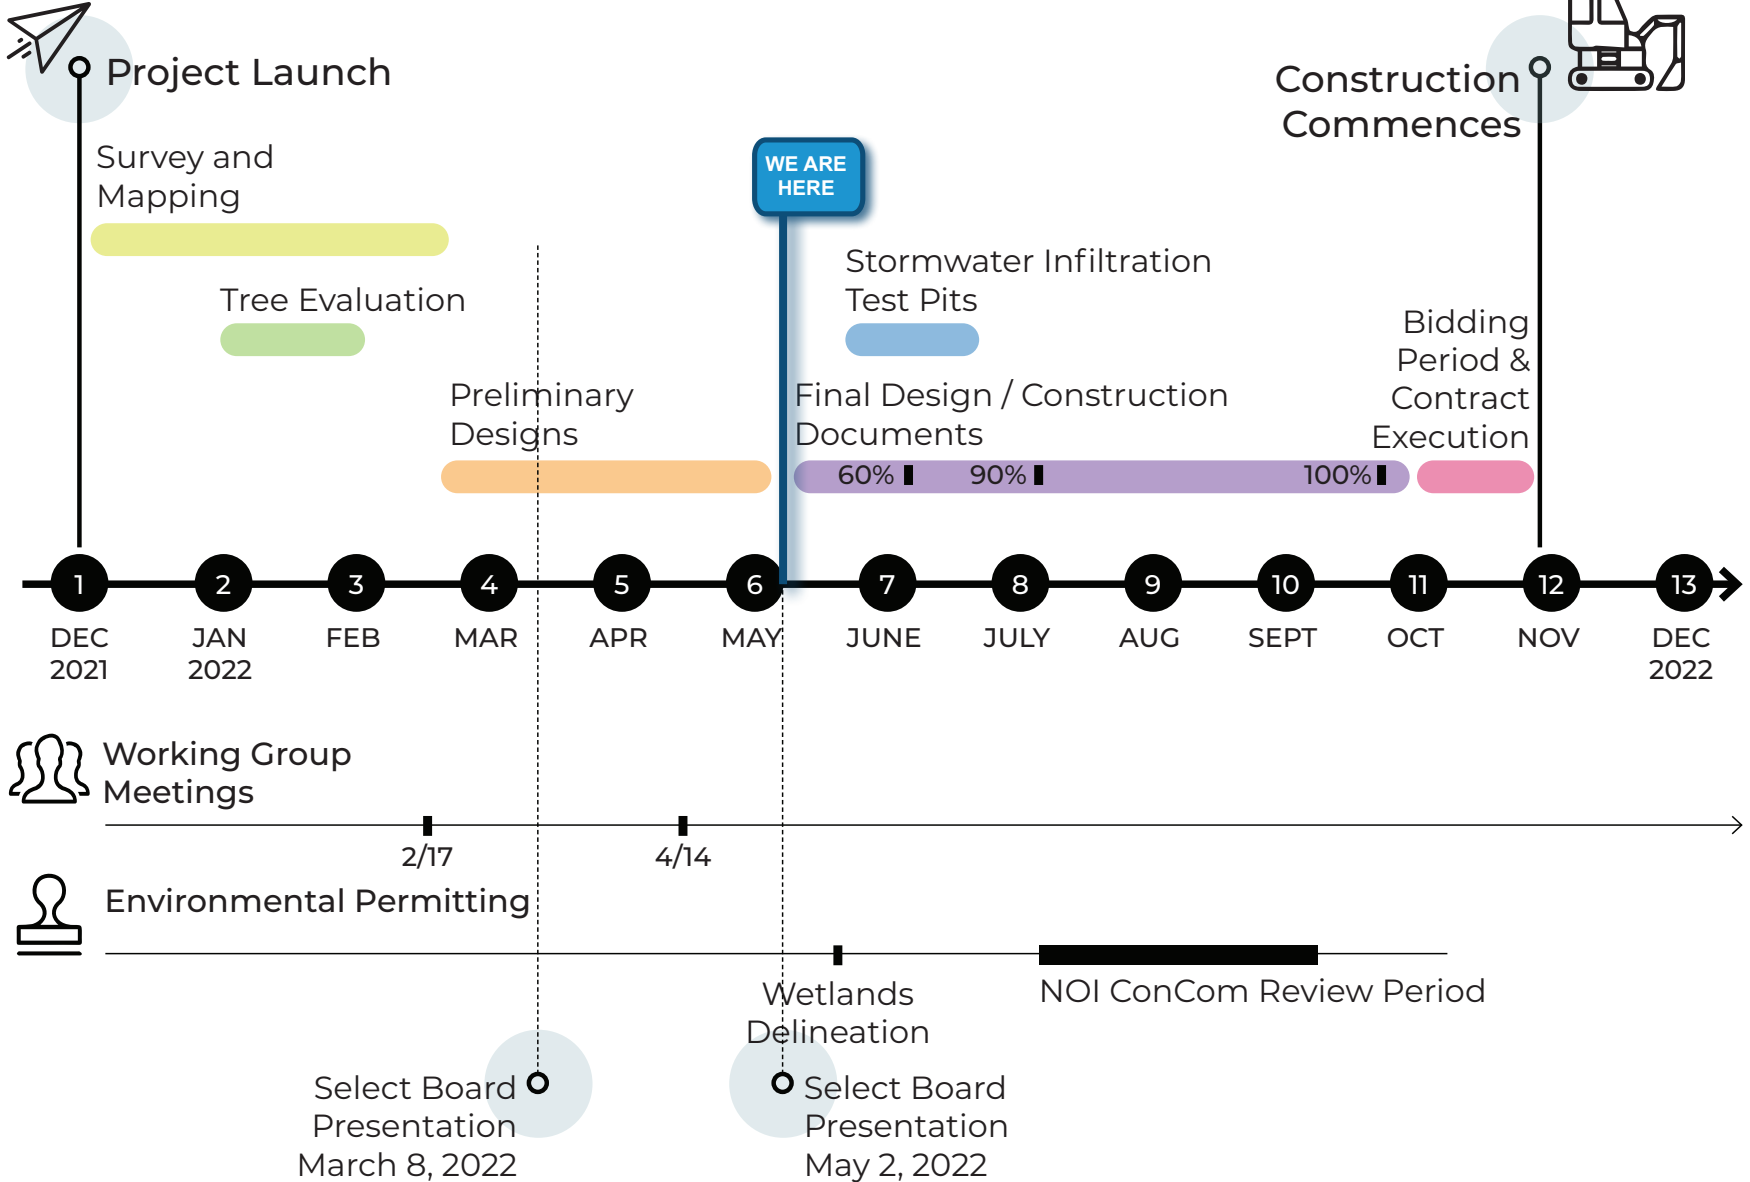 Project Launch
Construction
Commences
Survey and
Mapping
WE ARE
HERE
Tree Evaluation
Stormwater Infiltration
Test Pits
Preliminary
Designs
Final Design / Construction
Documents
60%
90%
100%
Bidding
Period &
Contract
Execution
1
2
3
4
5
6
7
8
9
10
11
12
13
DEC
2021
JAN
2022
FEB
MAR
APR
MAY
JUNE
JULY
AUG
SEPT
OCT
NOV
DEC
2022
Working Group
Meetings
2/17
4/14
Environmental Permitting
Wetlands
Delineation
NOI ConCom Review Period
Select Board
Presentation
March 8, 2022
Select Board
Presentation
May 2, 2022